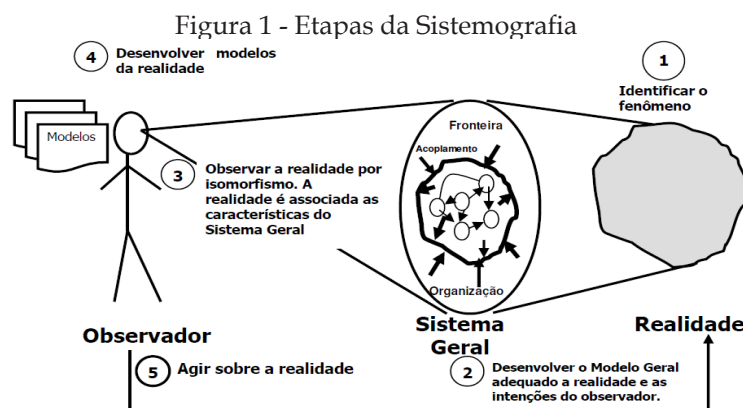 Figura 1 - Etapas da Sistemografia
4
Desenvolver modelos
da realidade
1
Identificar o
fenômeno
Modelos
Fronteira
Acoplamento
3
Observar a realidade por
isomorfismo. A
realidade é associada as
características do
Sistema Geral
Organização
Observador
Sistema
Geral
Realidade
5
Agir sobre a realidade
2
Desenvolver o Modelo Geral
adequado a realidade e as
intenções do observador.